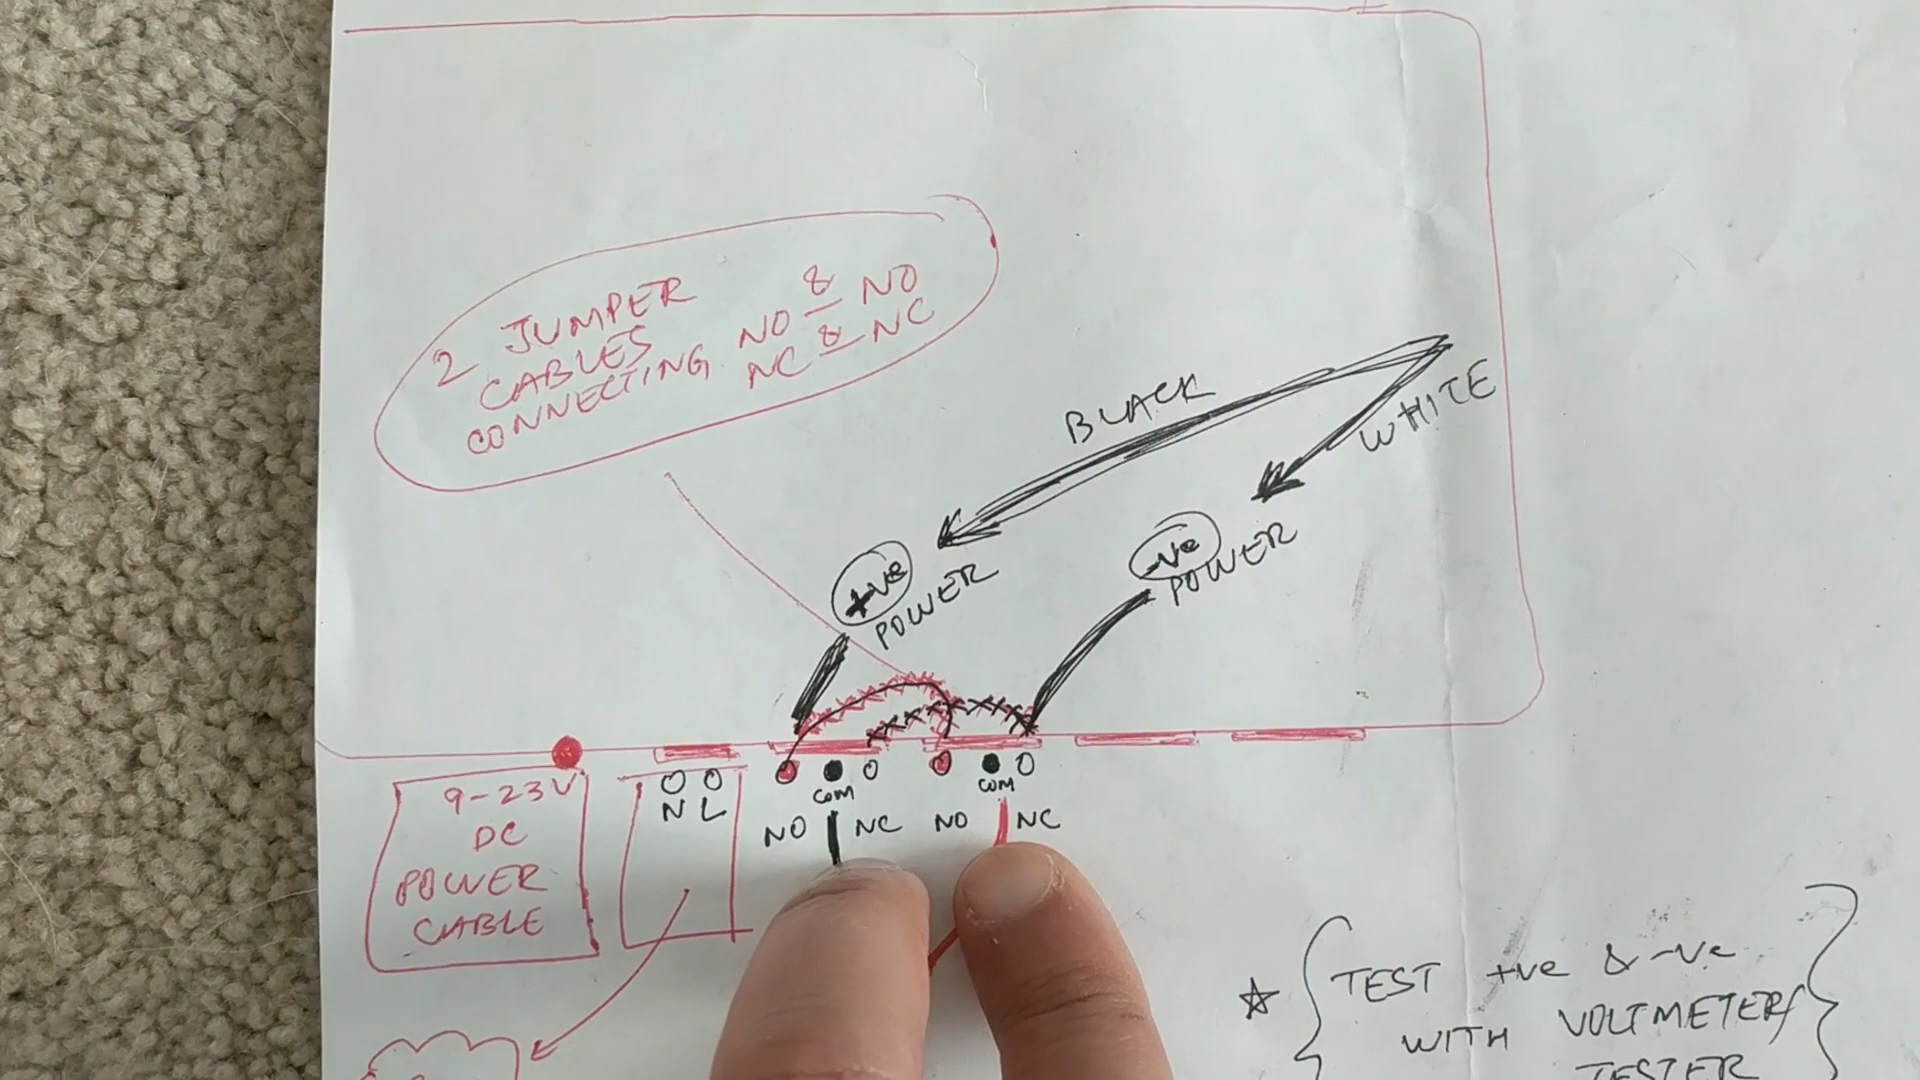 2 JUMPER
CABLES
CONNECTING NO & NO
NC & NC
BLACK
WHITE
+ve
POWER
-ve
POWER
9-23V
DC
POWER
CABLE
N L
COM
NO NC
COM
NO NC
TEST +ve & -ve
WITH VOLTMETER/
TESTER